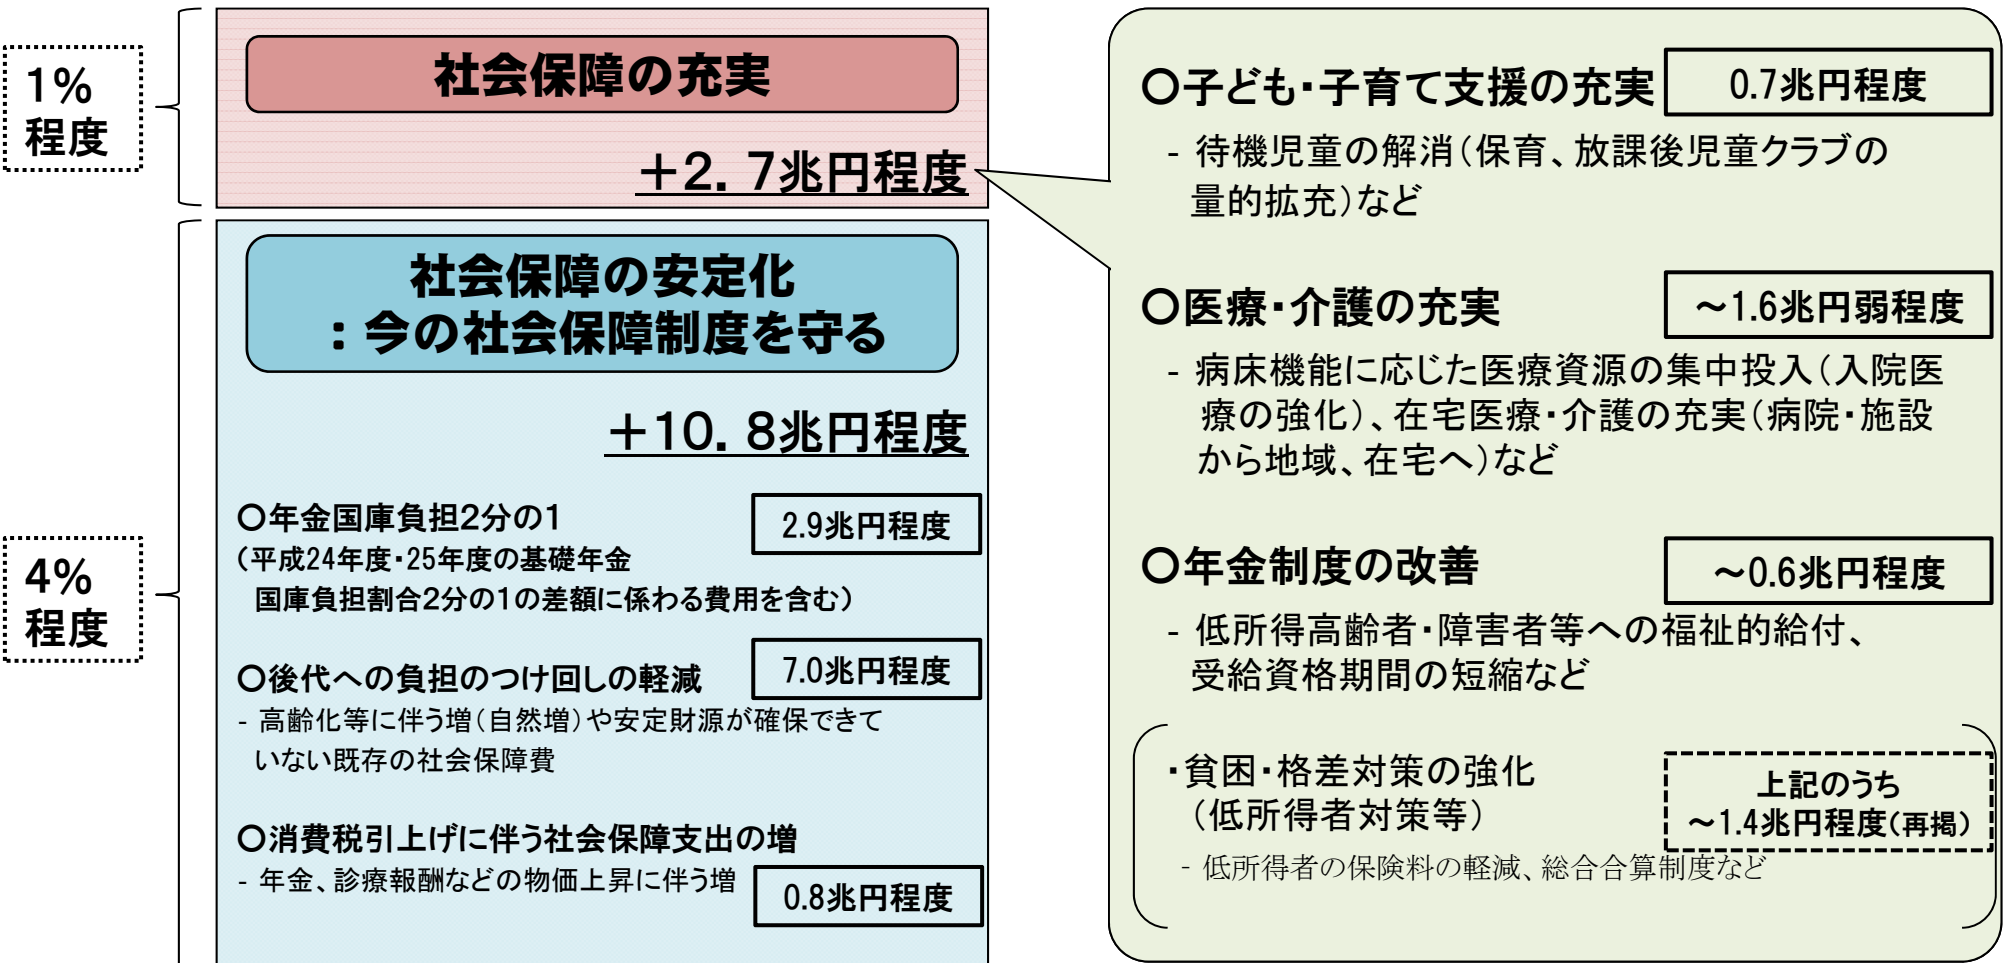 1%
程度
社会保障の充実
＋2．7兆円程度
4%
程度
社会保障の安定化
：今の社会保障制度を守る
＋10．8兆円程度
〇年金国庫負担2分の1
2.9兆円程度
（平成24年度・25年度の基礎年金
国庫負担割合2分の1の差額に係わる費用を含む）
〇後代への負担のつけ回しの軽減
7.0兆円程度
- 高齢化等に伴う増（自然増）や安定財源が確保できて
いない既存の社会保障費
〇消費税引上げに伴う社会保障支出の増
- 年金、診療報酬などの物価上昇に伴う増
0.8兆円程度
〇子ども・子育て支援の充実
0.7兆円程度
- 待機児童の解消（保育、放課後児童クラブの
量的拡充）など
〇医療・介護の充実
～1.6兆円弱程度
- 病床機能に応じた医療資源の集中投入（入院医
療の強化）、在宅医療・介護の充実（病院・施設
から地域、在宅へ）など
〇年金制度の改善
～0.6兆円程度
- 低所得高齢者・障害者等への福祉的給付、
受給資格期間の短縮など
・貧困・格差対策の強化
（低所得者対策等）
上記のうち
～1.4兆円程度（再掲）
- 低所得者の保険料の軽減、総合合算制度など